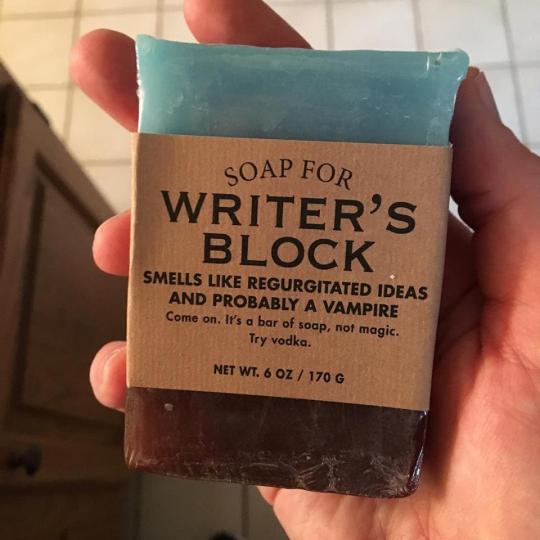 SOAP FOR
WRITER'S
BLOCK
SMELLS LIKE REGURGITATED IDEAS
AND PROBABLY A VAMPIRE
Come on. It's a bar of soap, not magic.
Try vodka.
NET WT. 6 OZ / 170 G